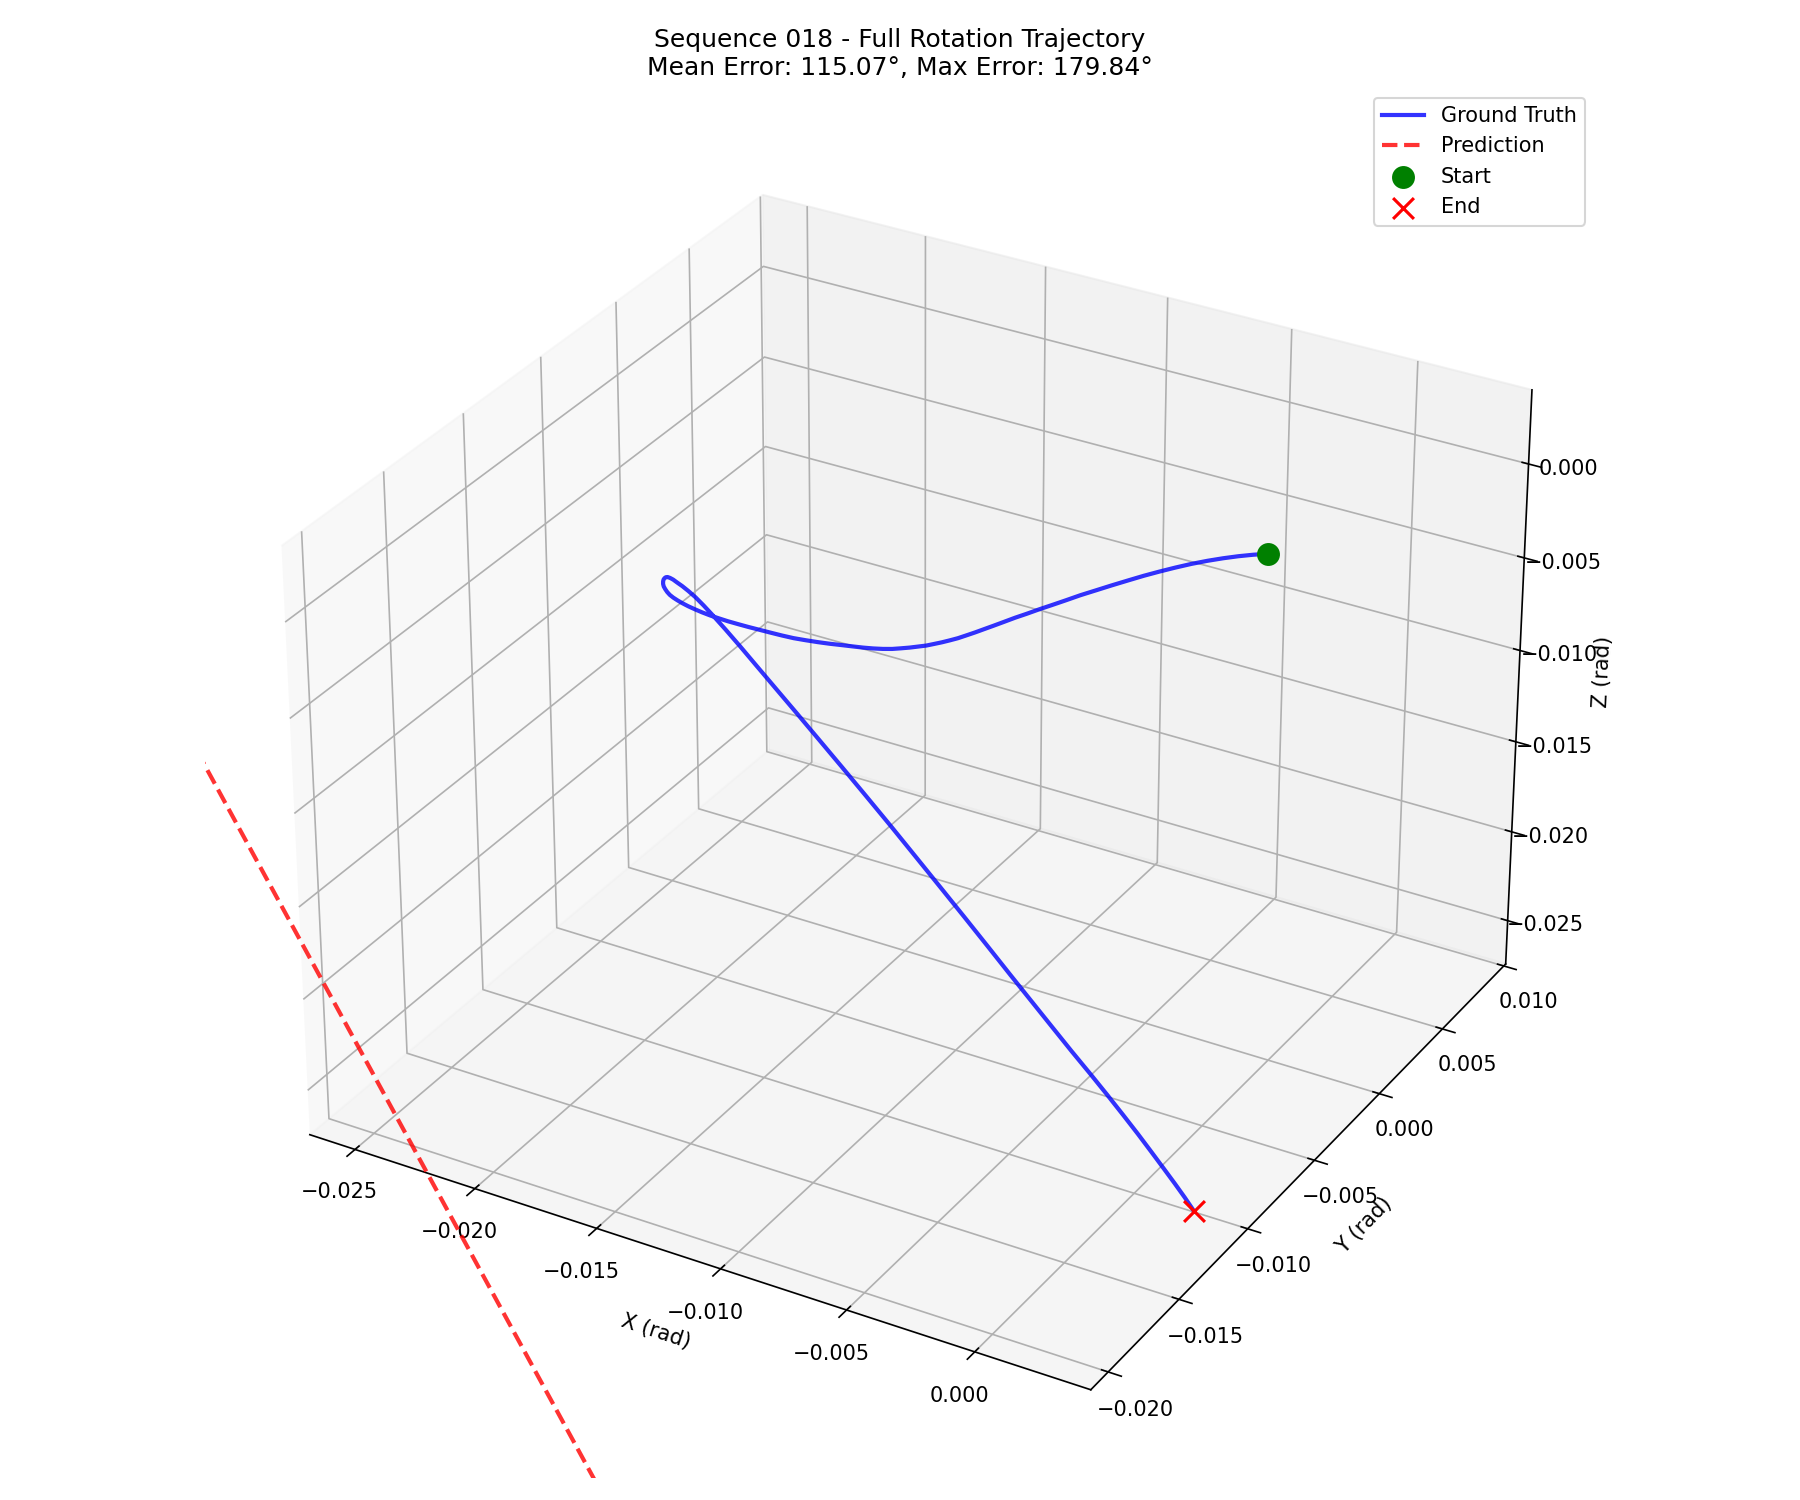 Sequence 018 - Full Rotation Trajectory
Mean Error: 115.07°, Max Error: 179.84°
Ground Truth
Prediction
Start
End
0.000
−0.005
−0.010
−0.015
−0.020
−0.025
Z (rad)
0.010
0.005
0.000
−0.005
−0.010
−0.015
−0.020
Y (rad)
−0.025
−0.020
−0.015
−0.010
−0.005
0.000
X (rad)